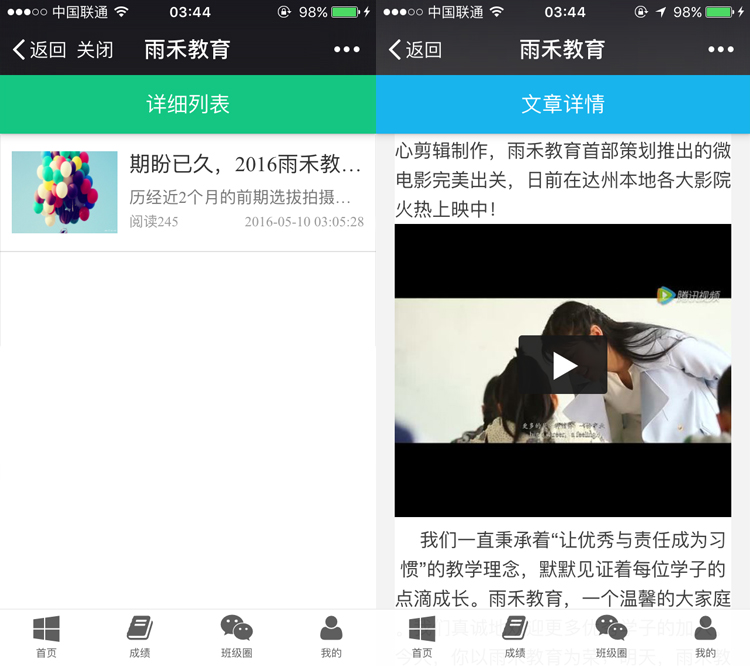 中国联通 03:44 98%
返回 关闭 雨禾教育
详细列表
期盼已久，2016雨禾教…
历经近2个月的前期选拔拍摄…
阅读245 2016-05-10 03:05:28
首页 成绩 班级圈 我的
中国联通 03:44 98%
返回 雨禾教育
文章详情
心剪辑制作，雨禾教育首部策划推出的微
电影完美出关，日前在达州本地各大影院
火热上映中！
腾讯视频
我们一直秉承着“让优秀与责任成为习
惯”的教学理念，默默见证着每位学子的
点滴成长。雨禾教育，一个温馨的大家庭
首页 成绩 班级圈 我的